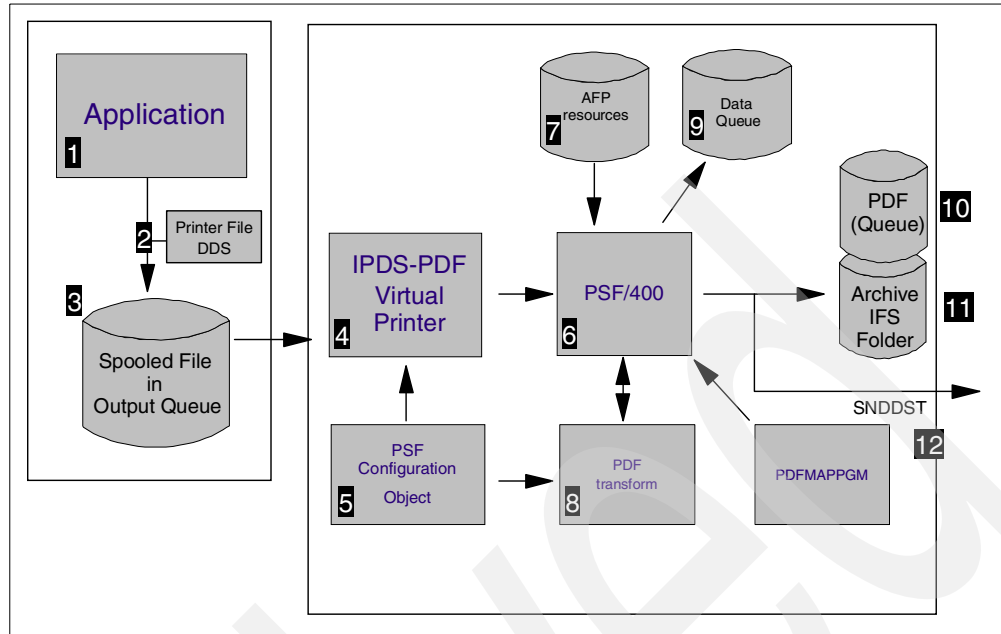 Application
1
2
Printer File
DDS
3
Spooled File
in
Output Queue
IPDS-PDF
Virtual
Printer
4
PSF
Configuration
Object
5
PSF/400
6
AFP
resources
7
PDF
transform
8
Data
Queue
9
PDF
(Queue)
10
Archive
IFS
Folder
11
SNDDST
12
PDFMAPPGM